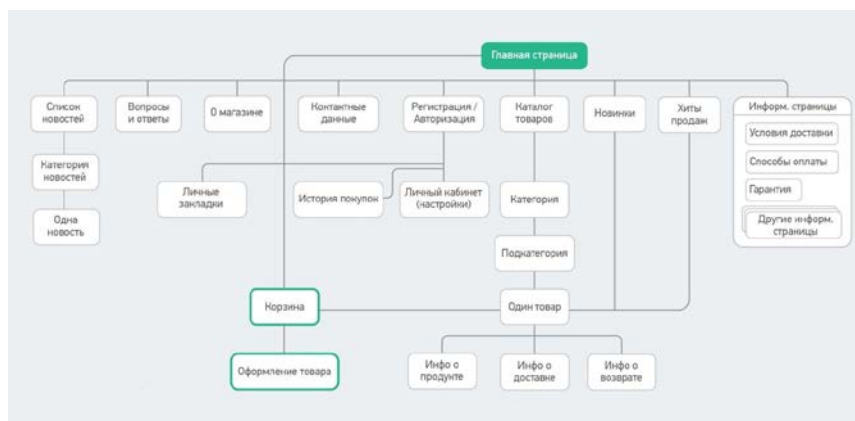 Главная страница
Список
новостей
Вопросы
и ответы
О магазине
Контактные
данные
Регистрация /
Авторизация
Каталог
товаров
Новинки
Хиты
продаж
Информ. страницы
Условия доставки
Способы оплаты
Гарантия
Другие информ.
страницы
Категория
новостей
Личные
закладки
История покупок
Личный кабинет
(настройки)
Категория
Одна
новость
Подкатегория
Корзина
Один товар
Оформление товара
Инфо о
продукте
Инфо о
доставке
Инфо о
возврате